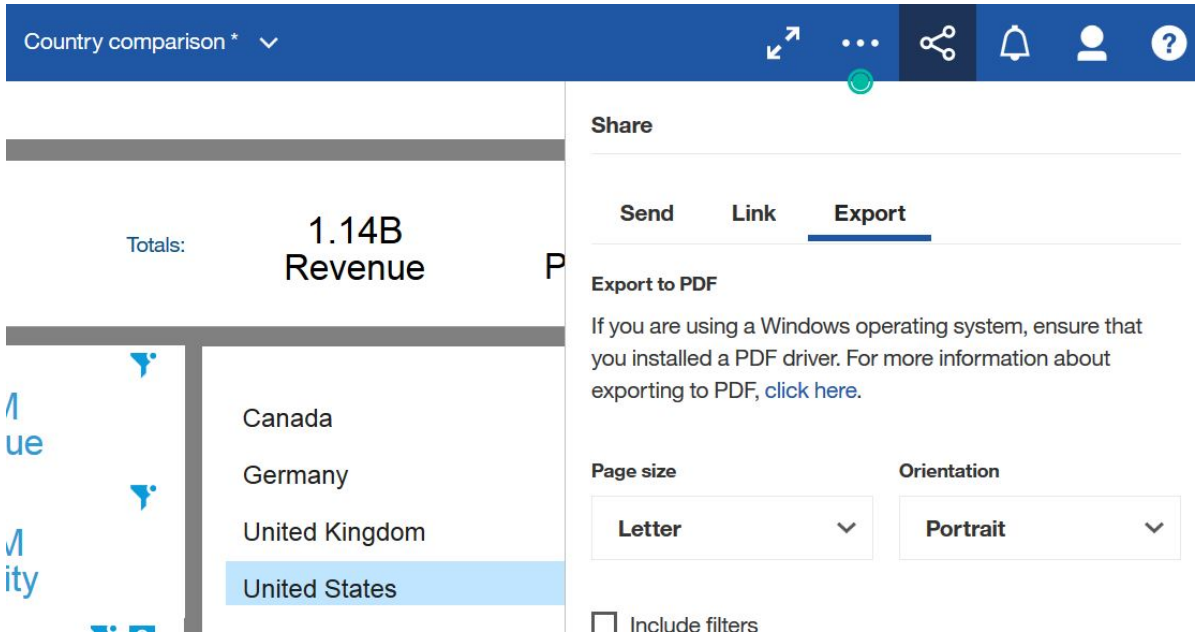 Country comparison *
?
Share
Send Link Export
Totals:
1.14B
Revenue
P
Export to PDF
If you are using a Windows operating system, ensure that
you installed a PDF driver. For more information about
exporting to PDF, click here.
M
ue
M
ity
Canada
Germany
United Kingdom
United States
Page size
Orientation
Letter
Portrait
Include filters